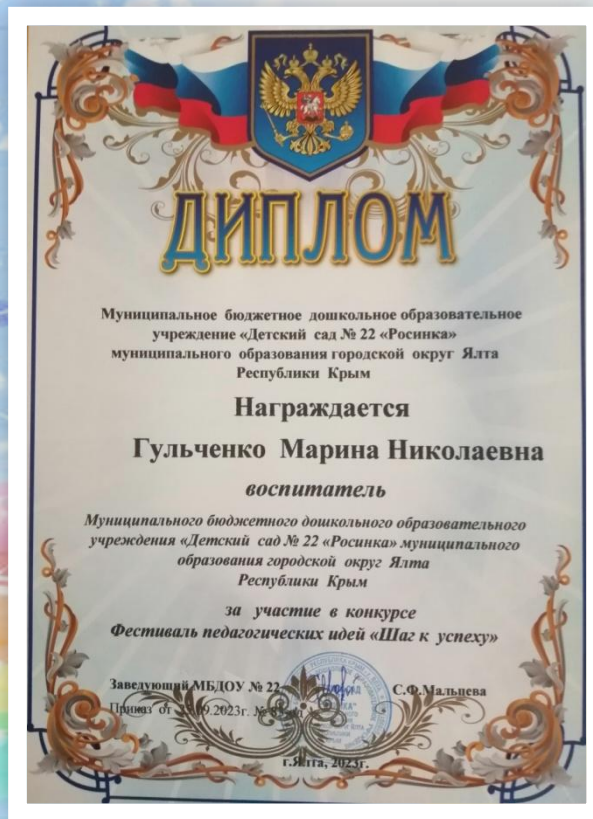 ДИПЛОМ
Муниципальное бюджетное дошкольное образовательное
учреждение «Детский сад № 22 «Росинка»
муниципального образования городской округ Ялта
Республики Крым
Награждается
Гульченко Марина Николаевна
воспитатель
Муниципального бюджетного дошкольного образовательного
учреждения «Детский сад № 22 «Росинка» муниципального
образования городской округ Ялта
Республики Крым
за участие в конкурсе
Фестиваль педагогических идей «Шаг к успеху»
Заведующий МБДОУ № 22 С.Ф.Мальцева
Приказ от .09.2023г. №
г.Ялта, 2023г.